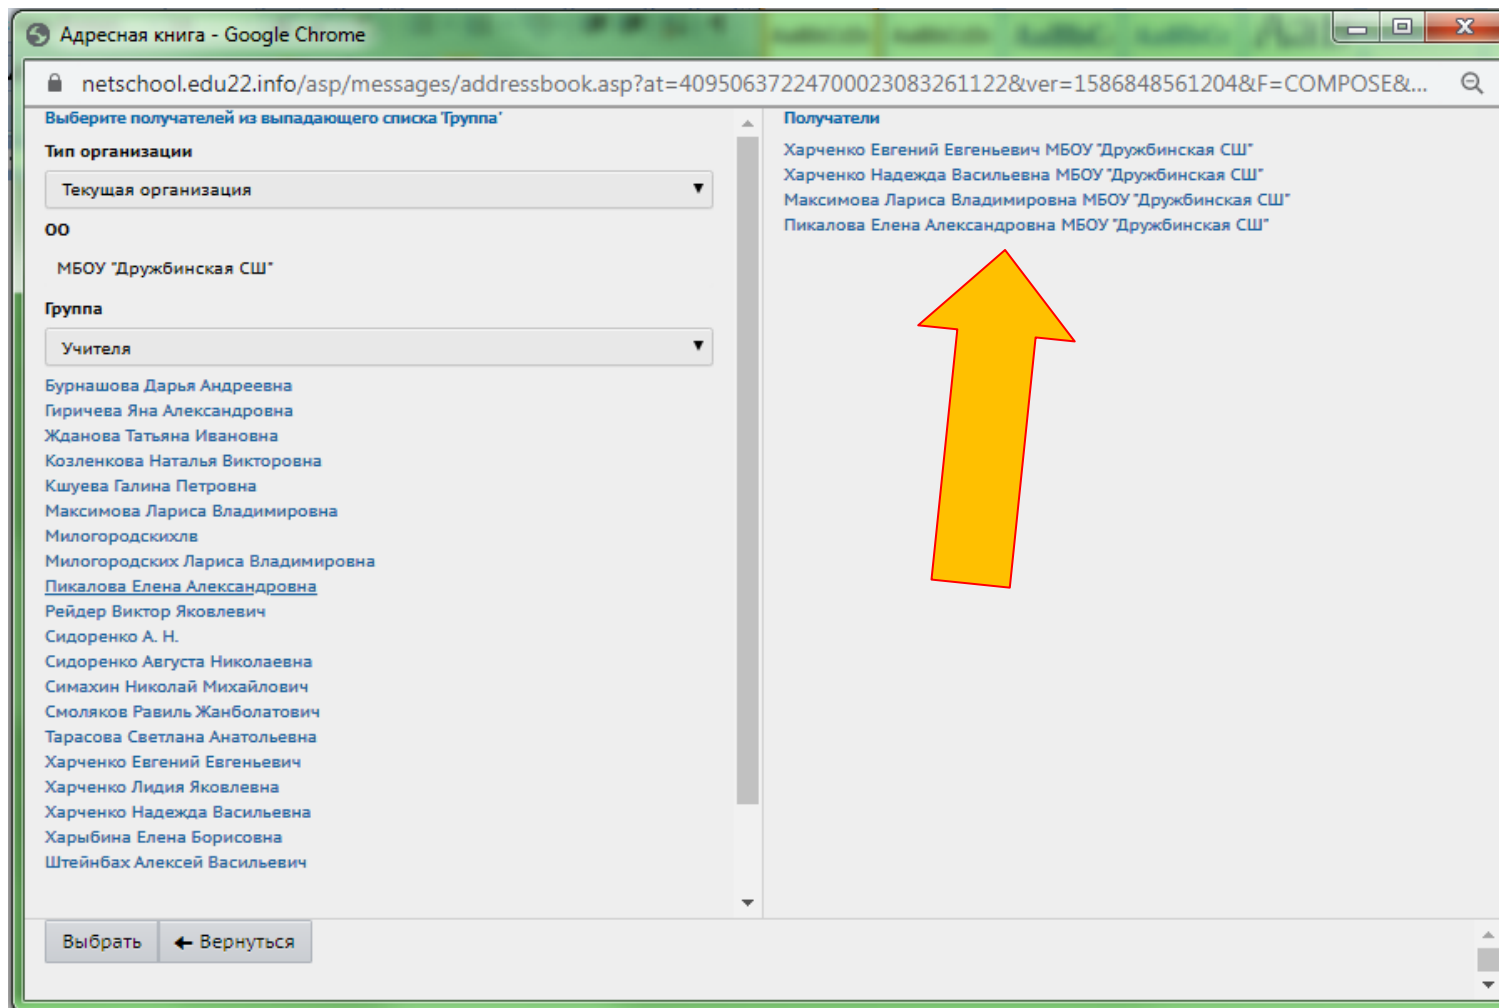 Адресная книга - Google Chrome
netschool.edu22.info/asp/messages/addressbook.asp?at=40950637224700023083261122&ver=1586848561204&F=COMPOSE&...
Выберите получателей из выпадающего списка 'Группа'
Тип организации
Текущая организация
ОО
МБОУ "Дружбинская СШ"
Группа
Учителя
Бурнашова Дарья Андреевна
Гиричева Яна Александровна
Жданова Татьяна Ивановна
Козленкова Наталья Викторовна
Кшуева Галина Петровна
Максимова Лариса Владимировна
Милогородскихлв
Милогородских Лариса Владимировна
Пикалова Елена Александровна
Рейдер Виктор Яковлевич
Сидоренко А. Н.
Сидоренко Августа Николаевна
Симахин Николай Михайлович
Смоляков Равиль Жанболатович
Тарасова Светлана Анатольевна
Харченко Евгений Евгеньевич
Харченко Лидия Яковлевна
Харченко Надежда Васильевна
Харыбина Елена Борисовна
Штейнбах Алексей Васильевич
Получатели
Харченко Евгений Евгеньевич МБОУ "Дружбинская СШ"
Харченко Надежда Васильевна МБОУ "Дружбинская СШ"
Максимова Лариса Владимировна МБОУ "Дружбинская СШ"
Пикалова Елена Александровна МБОУ "Дружбинская СШ"
Выбрать
Вернуться